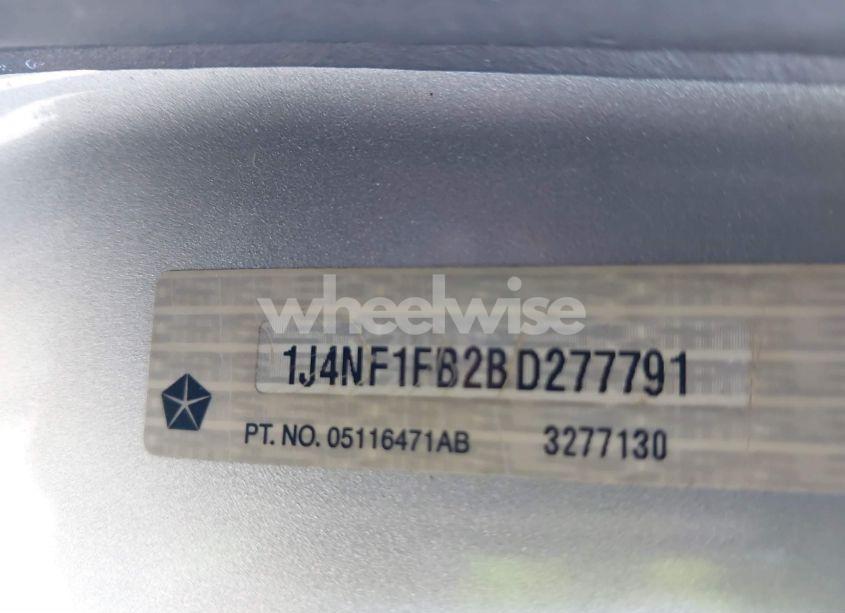 wheelwise
1J4NF1FB2BD277791
PT. NO. 05116471AB 3277130